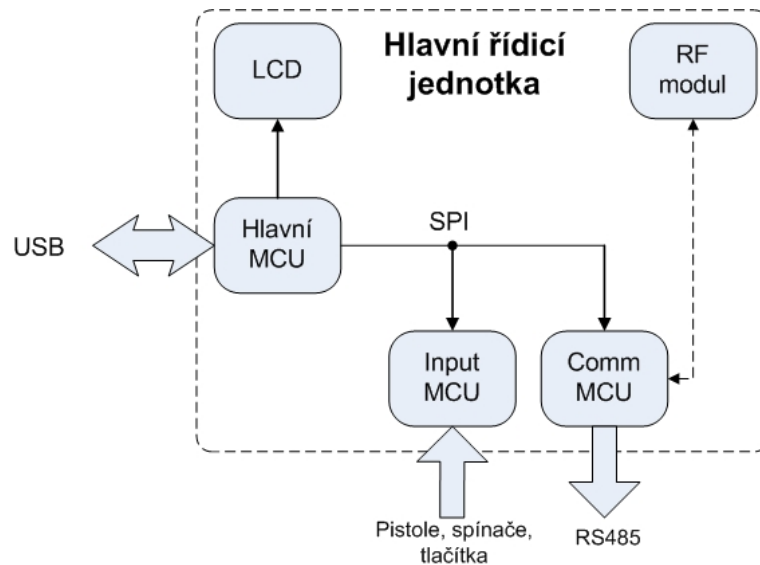 Hlavní řídicí
jednotka
LCD
RF
modul
USB
Hlavní
MCU
SPI
Input
MCU
Comm
MCU
Pistole, spínače,
tlačítka
RS485